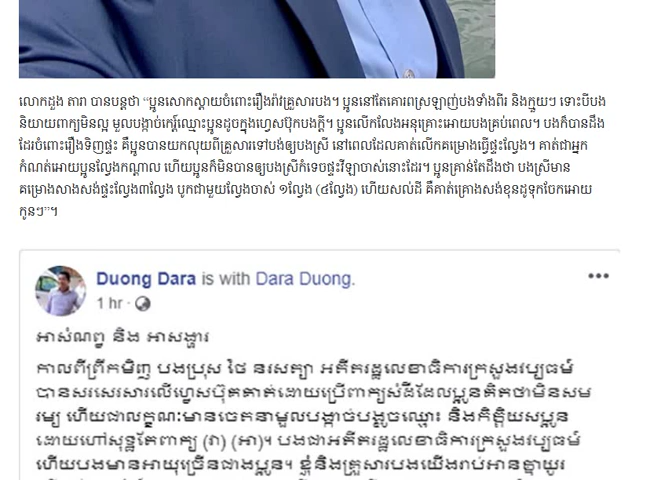 លោកដួង តារា បានបន្តថា “ប្អូនសោកស្ដាយចំពោះរឿងរ៉ាវគ្រួសារបង។ ប្អូននៅតែគោរពស្រឡាញ់បងទាំងពីរ និងក្មួយៗ ទោះបីបង
និយាយពាក្យមិនល្អ មួលបង្កាច់កេរ្តិ៍ឈ្មោះប្អូនដូចក្នុងហ្វេសប៊ុកបងក្តី។ ប្អូនលើកលែងអនុគ្រោះអោយបងគ្រប់ពេល។ បងក៏បានដឹង
ដែរចំពោះរឿងទិញផ្ទះ គឺប្អូនបានយកលុយពីគ្រួសារទៅបង់ឲ្យបងស្រី នៅពេលដែលគាត់លើកគម្រោងធ្វើផ្ទះល្វែង។ គាត់ជាអ្នក
កំណត់អោយប្អូនល្វែងកណ្តាល ហើយប្អូនក៏មិនបានឲ្យបងស្រីកំទេចផ្ទះវីឡាចាស់នោះដែរ។ ប្អូនគ្រាន់តែដឹងថា បងស្រីមាន
គម្រោងសាងសង់ផ្ទះល្វែង៣ល្វែង បូកជាមួយល្វែងចាស់ ១ល្វែង (៤ល្វែង) ហើយសល់ដី គឺគាត់គ្រោងសង់ខុនដូទុកចែកអោយ
កូនៗ”។
Duong Dara is with Dara Duong.
1 hr ·
អាសំណព្វ និង អាសង្ហារ
កាលពីព្រឹកមិញ បងប្រុស ថៃ នរសត្យា អតីតរដ្ឋលេខាធិការក្រសួងវប្បធម៌
បានសរសេរសារលើហ្វេសប៊ុតគាត់ដោយប្រើពាក្យសំដីដែលប្អូនគិតថាមិនសម
រម្យ ហើយជាលក្ខណៈមានចេតនាមួលបង្កាច់បង្ខូចឈ្មោះ និងកិត្តិយសប្អូន
ដោយហៅសុទ្ធតែពាក្យ (វា) (អា)។ បងជាអតីតរដ្ឋលេខាធិការក្រសួងវប្បធម៌
ហើយបងមានអាយុច្រើនជាងប្អូន។ ខ្ញុំនិងគ្រួសារបងយើងរាប់អានគ្នាយូរ